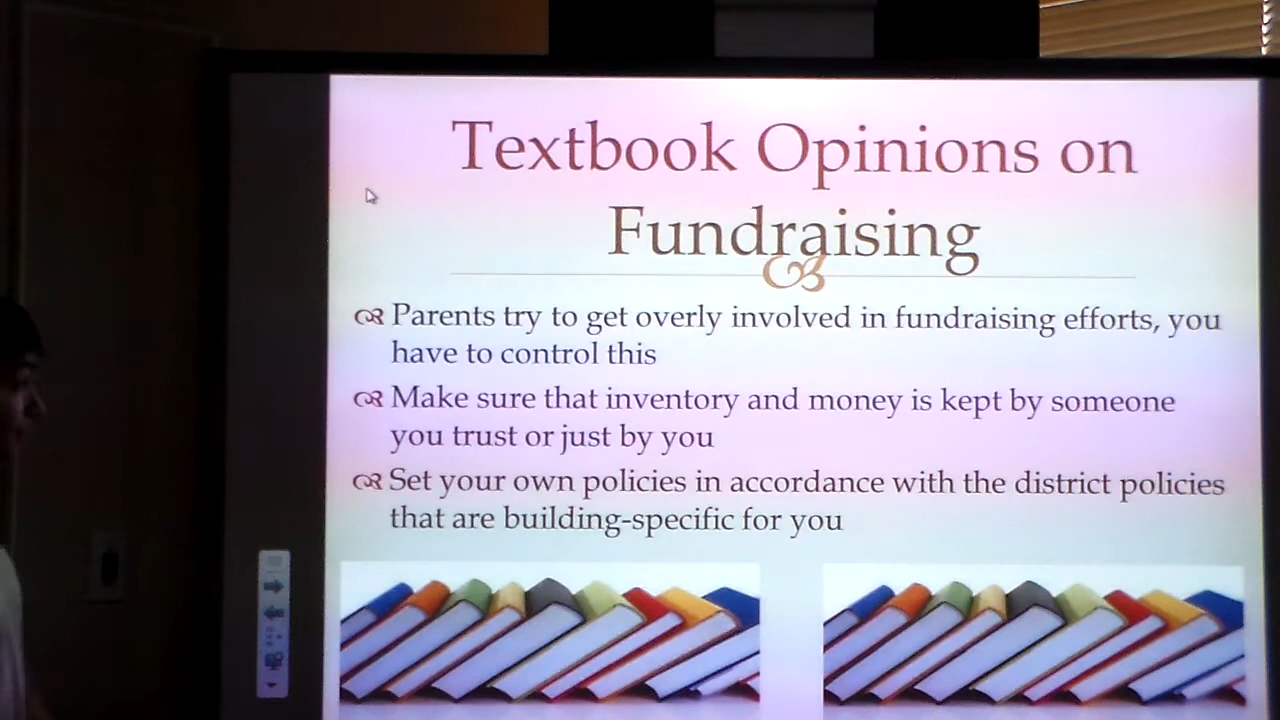 Textbook Opinions on
Fundraising
Parents try to get overly involved in fundraising efforts, you
have to control this
Make sure that inventory and money is kept by someone
you trust or just by you
Set your own policies in accordance with the district policies
that are building-specific for you